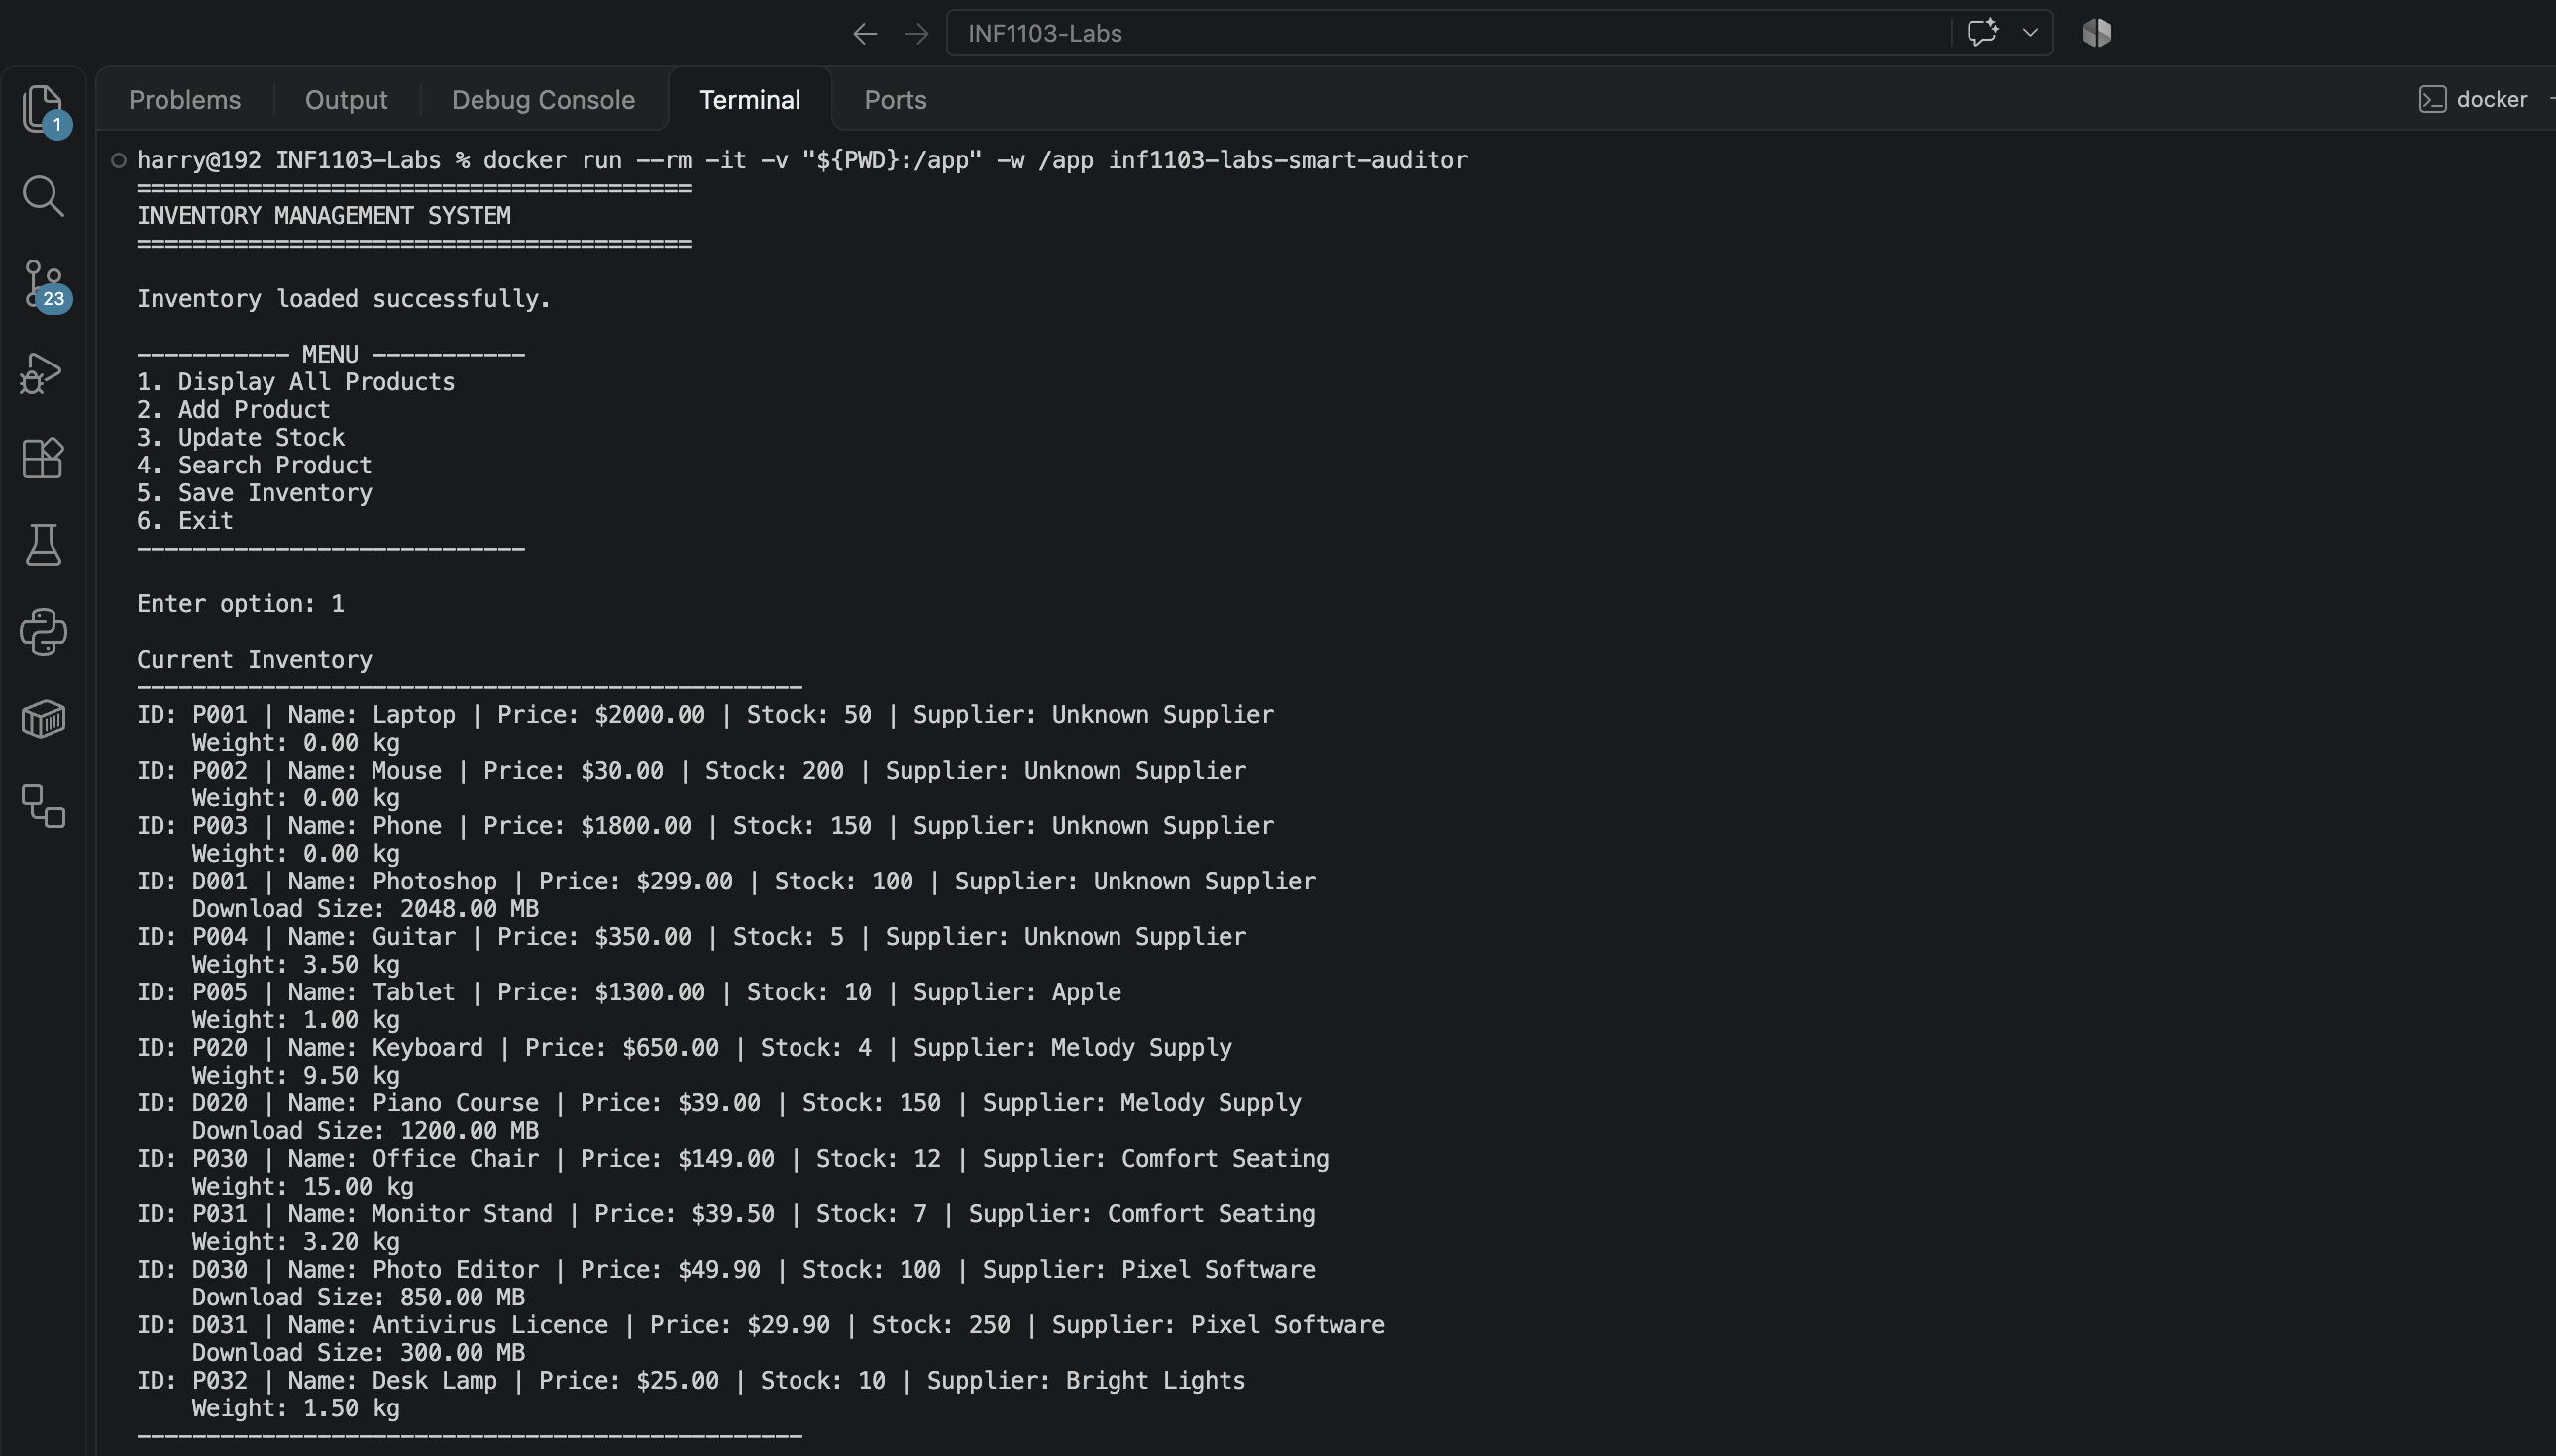 INF1103-Labs
Problems Output Debug Console Terminal Ports docker
1
23
harry@192 INF1103-Labs % docker run --rm -it -v "${PWD}:/app" -w /app inf1103-labs-smart-auditor
========================================
INVENTORY MANAGEMENT SYSTEM
========================================
Inventory loaded successfully.
----------- MENU -----------
1. Display All Products
2. Add Product
3. Update Stock
4. Search Product
5. Save Inventory
6. Exit
----------------------------
Enter option: 1
Current Inventory
------------------------------------------------
ID: P001 | Name: Laptop | Price: $2000.00 | Stock: 50 | Supplier: Unknown Supplier
Weight: 0.00 kg
ID: P002 | Name: Mouse | Price: $30.00 | Stock: 200 | Supplier: Unknown Supplier
Weight: 0.00 kg
ID: P003 | Name: Phone | Price: $1800.00 | Stock: 150 | Supplier: Unknown Supplier
Weight: 0.00 kg
ID: D001 | Name: Photoshop | Price: $299.00 | Stock: 100 | Supplier: Unknown Supplier
Download Size: 2048.00 MB
ID: P004 | Name: Guitar | Price: $350.00 | Stock: 5 | Supplier: Unknown Supplier
Weight: 3.50 kg
ID: P005 | Name: Tablet | Price: $1300.00 | Stock: 10 | Supplier: Apple
Weight: 1.00 kg
ID: P020 | Name: Keyboard | Price: $650.00 | Stock: 4 | Supplier: Melody Supply
Weight: 9.50 kg
ID: D020 | Name: Piano Course | Price: $39.00 | Stock: 150 | Supplier: Melody Supply
Download Size: 1200.00 MB
ID: P030 | Name: Office Chair | Price: $149.00 | Stock: 12 | Supplier: Comfort Seating
Weight: 15.00 kg
ID: P031 | Name: Monitor Stand | Price: $39.50 | Stock: 7 | Supplier: Comfort Seating
Weight: 3.20 kg
ID: D030 | Name: Photo Editor | Price: $49.90 | Stock: 100 | Supplier: Pixel Software
Download Size: 850.00 MB
ID: D031 | Name: Antivirus Licence | Price: $29.90 | Stock: 250 | Supplier: Pixel Software
Download Size: 300.00 MB
ID: P032 | Name: Desk Lamp | Price: $25.00 | Stock: 10 | Supplier: Bright Lights
Weight: 1.50 kg
------------------------------------------------